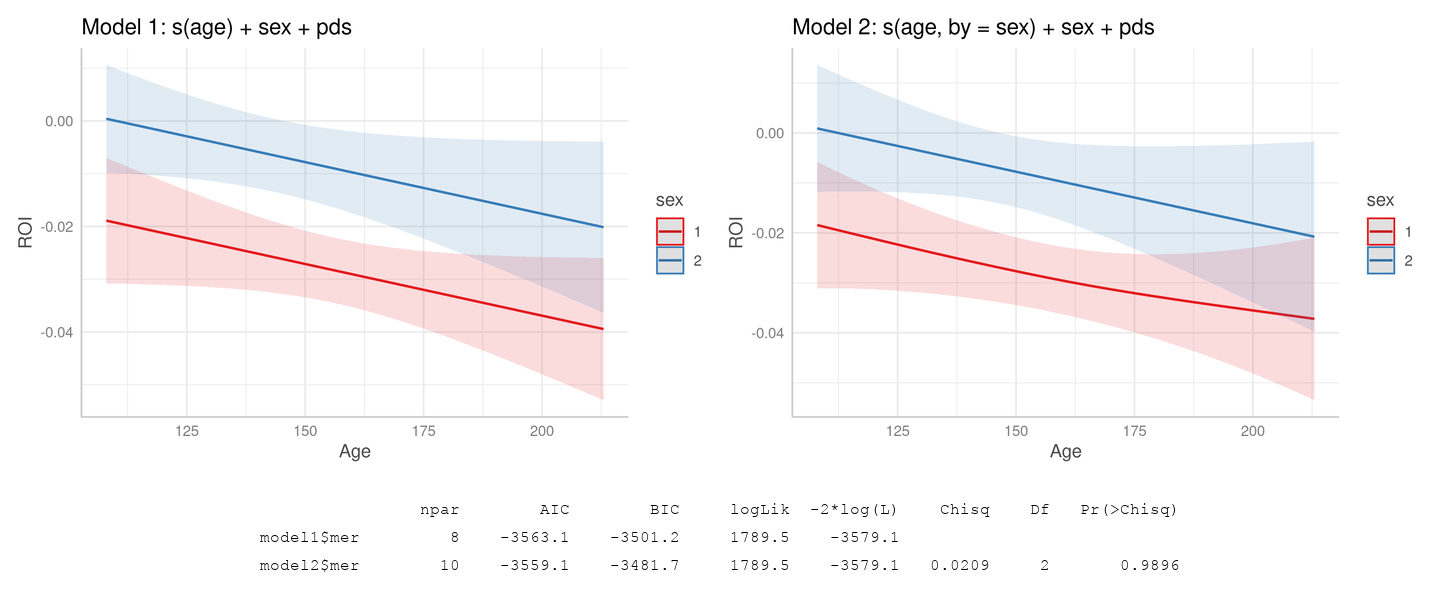 Model 1: s(age) + sex + pds
0.00
-0.02
-0.04
ROI
125 150 175 200
Age
sex
1
2
Model 2: s(age, by = sex) + sex + pds
0.00
-0.02
-0.04
ROI
125 150 175 200
Age
sex
1
2
npar AIC BIC logLik -2*log(L) Chisq Df Pr(>Chisq)
model1$mer 8 -3563.1 -3501.2 1789.5 -3579.1
model2$mer 10 -3559.1 -3481.7 1789.5 -3579.1 0.0209 2 0.9896